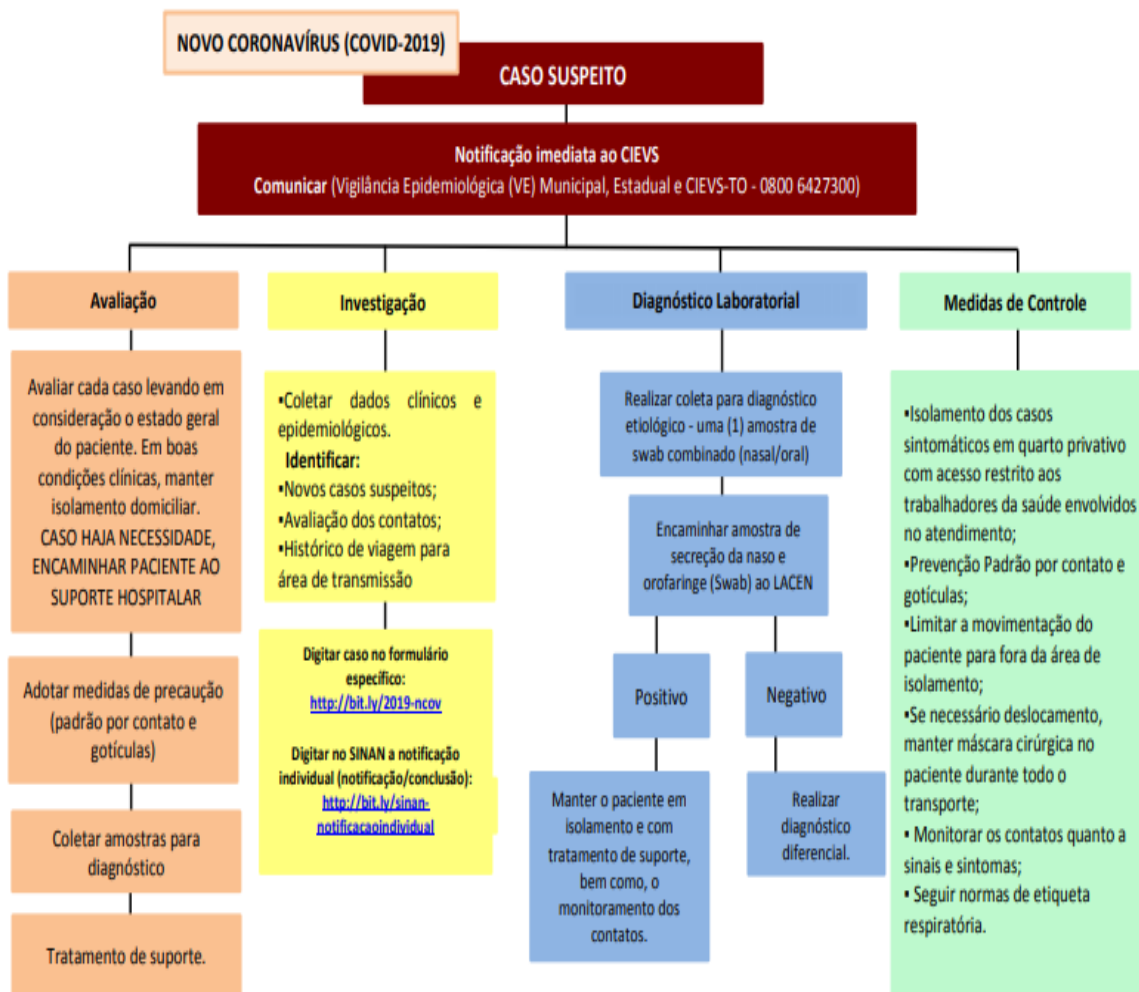 NOVO CORONAVÍRUS (COVID-2019)
CASO SUSPEITO
Notificação imediata ao CIEVS
Comunicar (Vigilância Epidemiológica (VE) Municipal, Estadual e CIEVS-TO - 0800 6427300)
Avaliação
Avaliar cada caso levando em
consideração o estado geral
do paciente. Em boas
condições clínicas, manter
isolamento domiciliar.
CASO HAJA NECESSIDADE,
ENCAMINHAR PACIENTE AO
SUPORTE HOSPITALAR
Adotar medidas de precaução
(padrão por contato e
gotículas)
Coletar amostras para
diagnóstico
Tratamento de suporte.
Investigação
▪Coletar dados clínicos e
epidemiológicos.
Identificar:
▪Novos casos suspeitos;
▪Avaliação dos contatos;
▪Histórico de viagem para
área de transmissão
Digitar caso no formulário
específico:
http://bit.ly/2019-ncov
Digitar no SINAN a notificação
individual (notificação/conclusão):
http://bit.ly/sinan-
notificacaoindividual
Diagnóstico Laboratorial
Realizar coleta para diagnóstico
etiológico - uma (1) amostra de
swab combinado (nasal/oral)
Encaminhar amostra de
secreção da naso e
orofaringe (Swab) ao LACEN
Positivo
Manter o paciente em
isolamento e com
tratamento de suporte,
bem como, o
monitoramento dos
contatos.
Negativo
Realizar
diagnóstico
diferencial.
Medidas de Controle
▪Isolamento dos casos
sintomáticos em quarto privativo
com acesso restrito aos
trabalhadores da saúde envolvidos
no atendimento;
▪Prevenção Padrão por contato e
gotículas;
▪Limitar a movimentação do
paciente para fora da área de
isolamento;
▪Se necessário deslocamento,
manter máscara cirúrgica no
paciente durante todo o
transporte;
▪ Monitorar os contatos quanto a
sinais e sintomas;
▪ Seguir normas de etiqueta
respiratória.